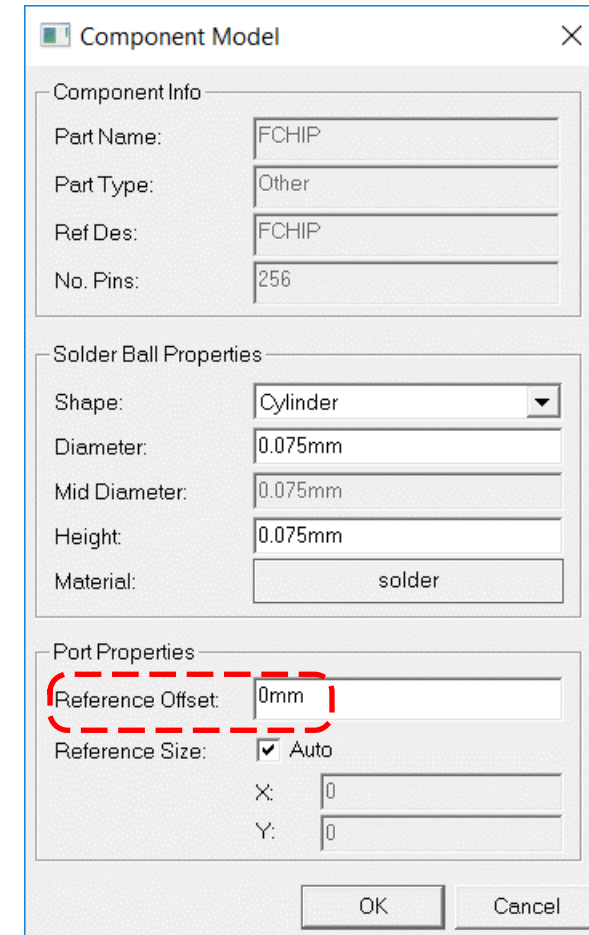 Component Model
Component Info
Part Name: FCHIP
Part Type: Other
Ref Des: FCHIP
No. Pins: 256
Solder Ball Properties
Shape: Cylinder
Diameter: 0.075mm
Mid Diameter: 0.075mm
Height: 0.075mm
Material: solder
Port Properties
Reference Offset: 0mm
Reference Size: Auto
X: 0
Y: 0
OK Cancel